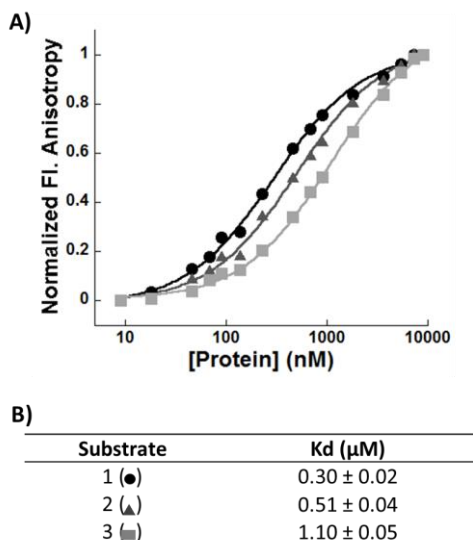 A)
Normalized Fl. Anisotropy
1
0.8
0.6
0.4
0.2
0
10 100 1000 10000
[Protein] (nM)
B)
Substrate Kd (µM)
1 (●) 0.30 ± 0.02
2 (▲) 0.51 ± 0.04
3 (■) 1.10 ± 0.05